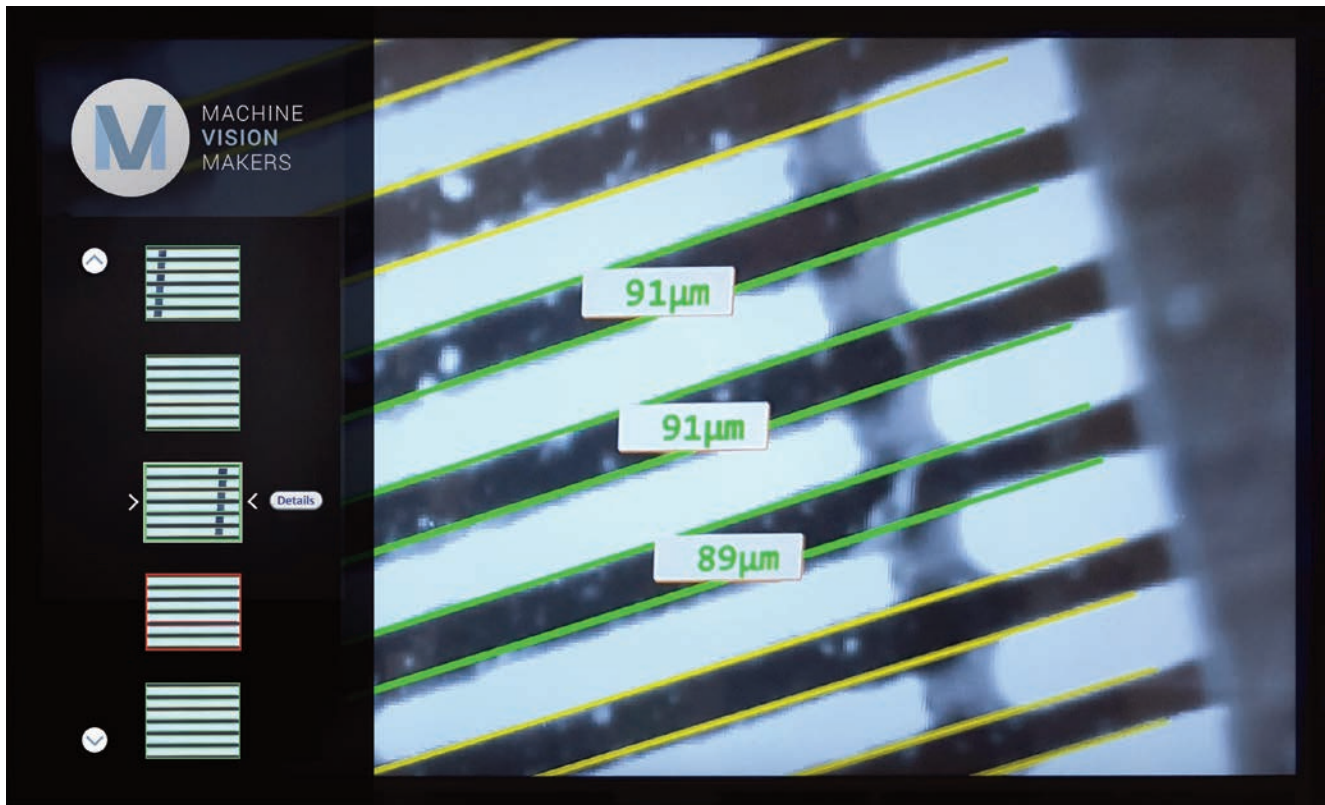 MACHINE
VISION
MAKERS
Details
91µm
91µm
89µm